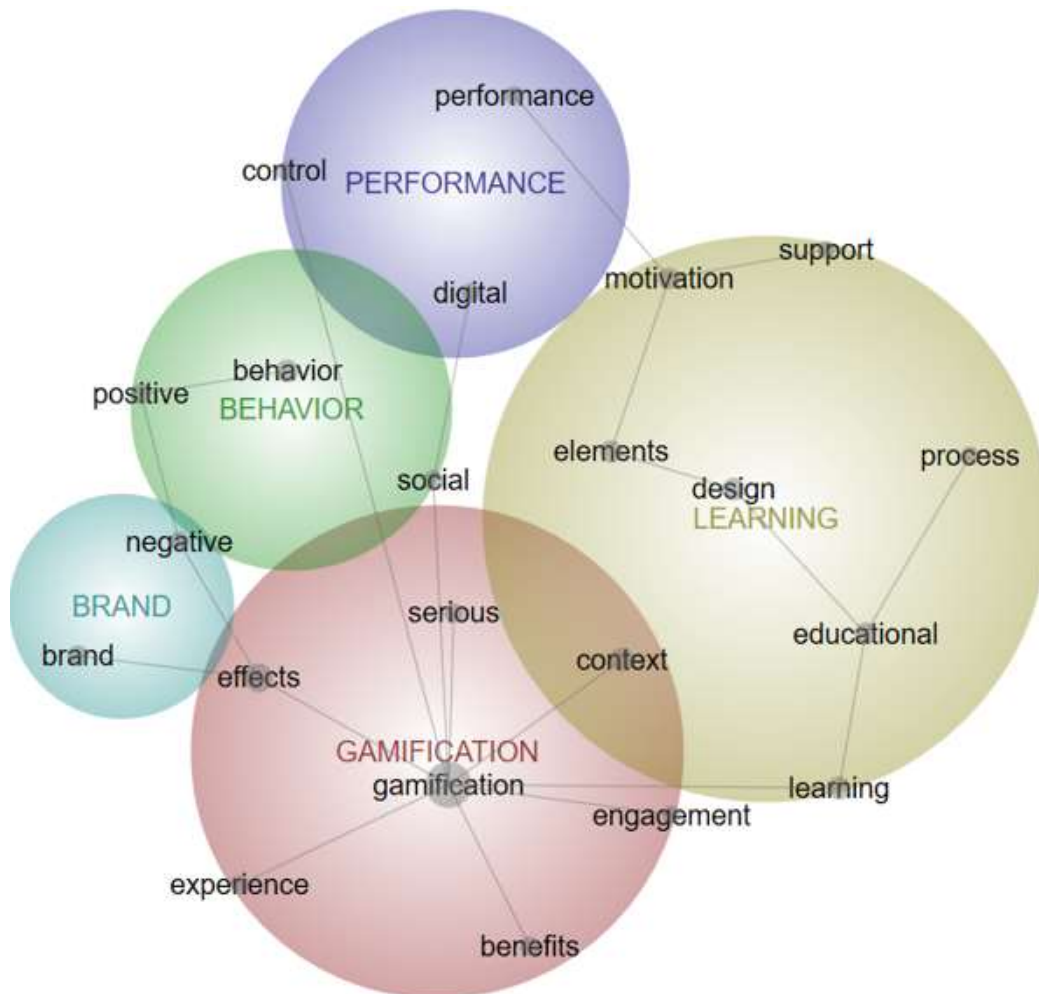 performance
control
PERFORMANCE
support
motivation
digital
behavior
positive
BEHAVIOR
elements
process
social
design
LEARNING
negative
BRAND
serious
educational
brand
context
effects
GAMIFICATION
gamification
learning
engagement
experience
benefits